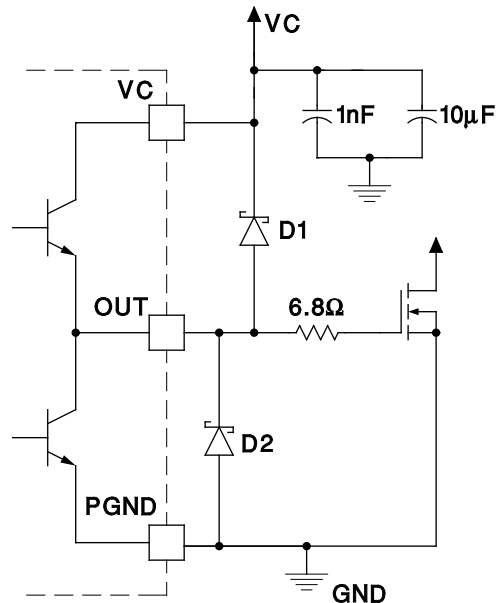 VC
VC
1nF
10μF
D1
OUT
6.8Ω
D2
PGND
GND